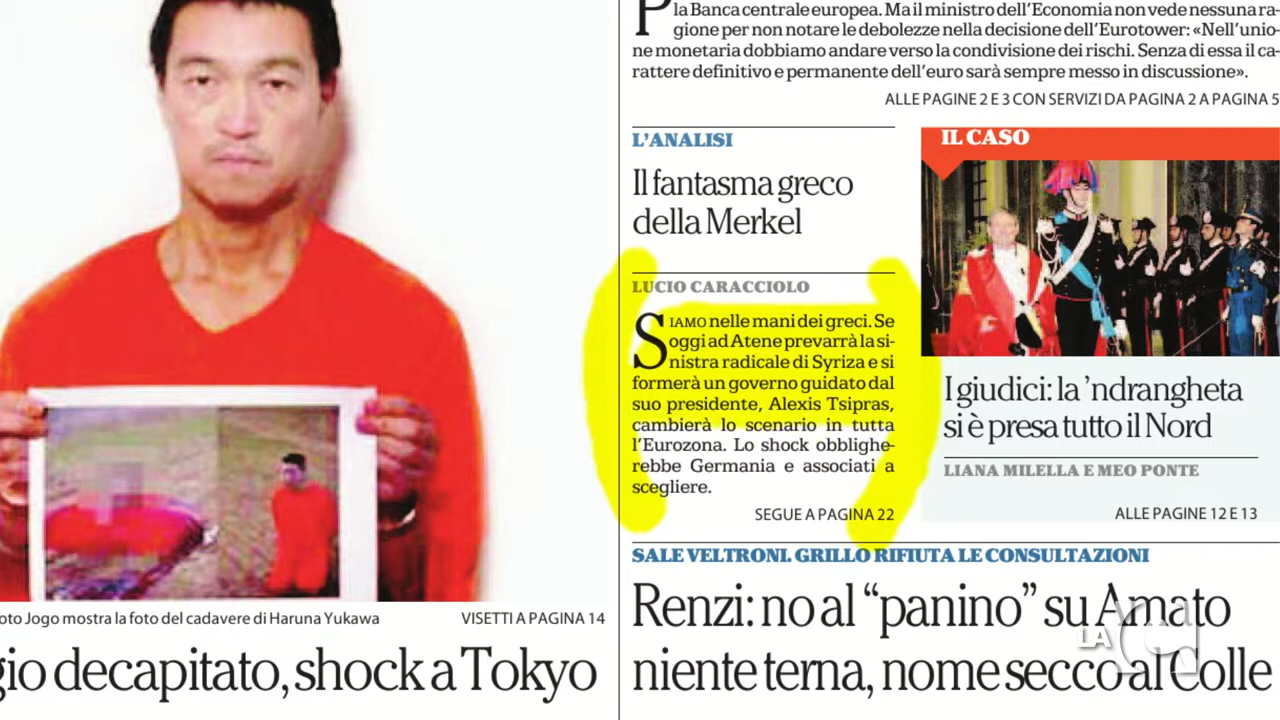 la Banca centrale europea. Ma il ministro dell'Economia non vede nessuna ra-
gione per non notare le debolezze nella decisione dell'Eurotower: «Nell'unio-
ne monetaria dobbiamo andare verso la condivisione dei rischi. Senza di essa il ca-
rattere definitivo e permanente dell'euro sarà sempre messo in discussione».
ALLE PAGINE 2 E 3 CON SERVIZI DA PAGINA 2 A PAGINA 5
L'ANALISI
Il fantasma greco
della Merkel
LUCIO CARACCIOLO
SIAMO nelle mani dei greci. Se
oggi ad Atene prevarrà la si-
nistra radicale di Syriza e si
formerà un governo guidato dal
suo presidente, Alexis Tsipras,
cambierà lo scenario in tutta
l'Eurozona. Lo shock obblighe-
rebbe Germania e associati a
scegliere.
SEGUE A PAGINA 22
IL CASO
I giudici: la 'ndrangheta
si è presa tutto il Nord
LIANA MILELLA E MEO PONTE
ALLE PAGINE 12 E 13
SALE VELTRONI. GRILLO RIFIUTA LE CONSULTAZIONI
Renzi: no al “panino” su Amato
niente terna, nome secco al Colle
oto Jogo mostra la foto del cadavere di Haruna Yukawa
VISETTI A PAGINA 14
gio decapitato, shock a Tokyo
LA C